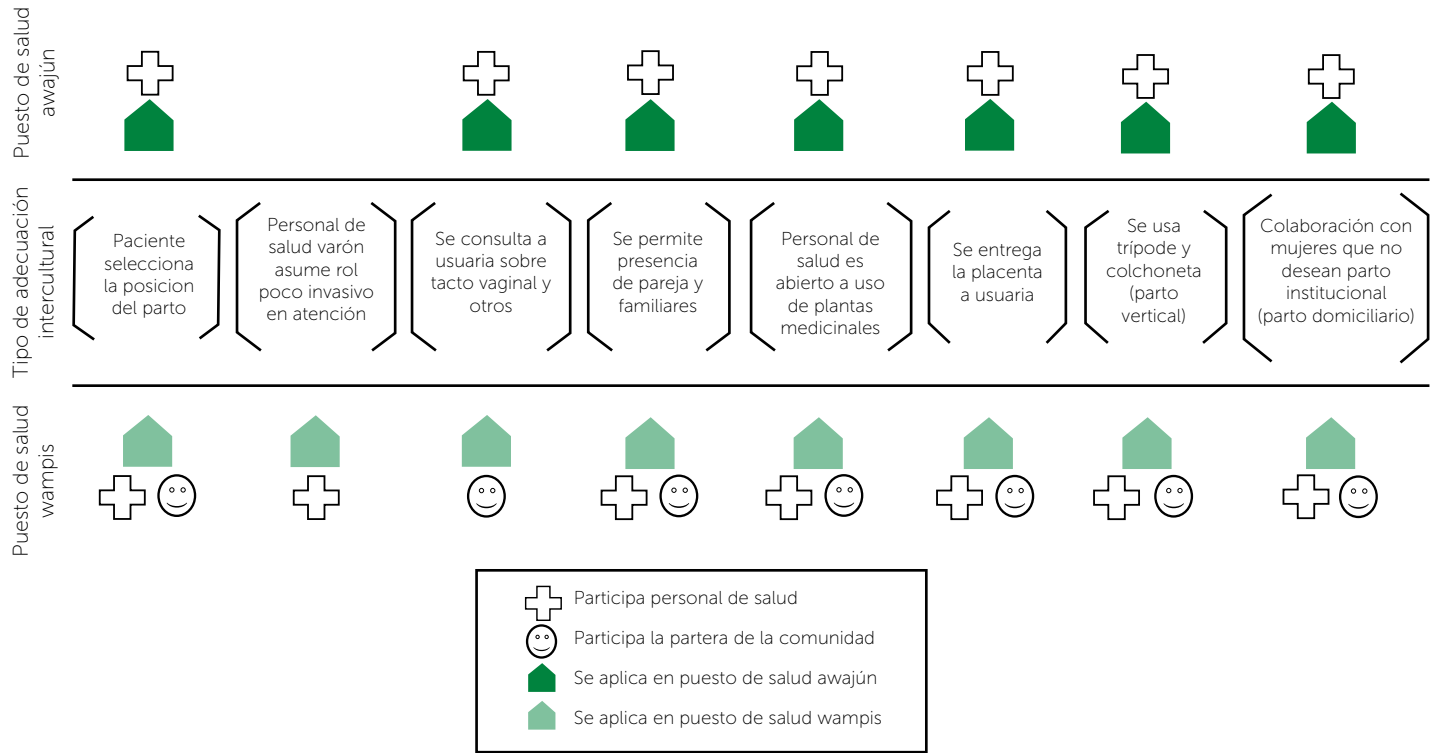 Puesto de salud
awajún
Tipo de adecuación
intercultural
Paciente
selecciona
la posicion
del parto
Personal de
salud varón
asume rol
poco invasivo
en atención
Se consulta a
usuaria sobre
tacto vaginal y
otros
Se permite
presencia
de pareja y
familiares
Personal de
salud es
abierto a uso
de plantas
medicinales
Se entrega
la placenta
a usuaria
Se usa
trípode y
colchoneta
(parto
vertical)
Colaboración con
mujeres que no
desean parto
institucional
(parto domiciliario)
Puesto de salud
wampis
Participa personal de salud
Participa la partera de la comunidad
Se aplica en puesto de salud awajún
Se aplica en puesto de salud wampis